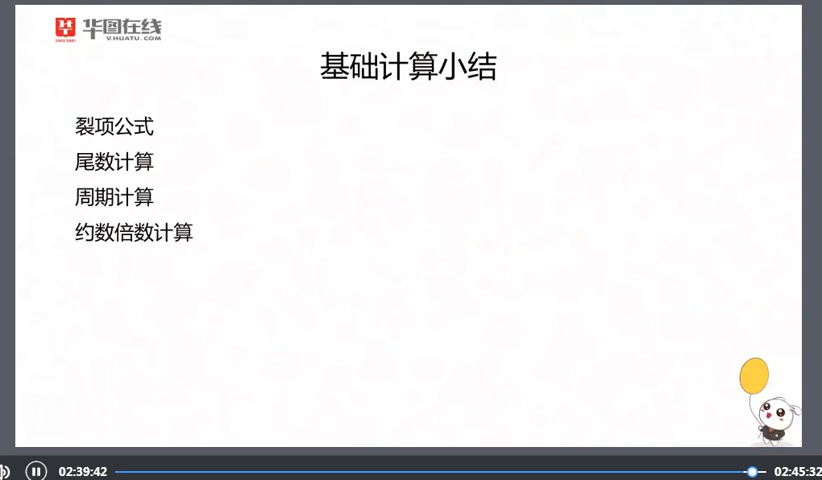 华图在线
V.HUATU.COM
基础计算小结
裂项公式
尾数计算
周期计算
约数倍数计算
02:39:42
02:45:32